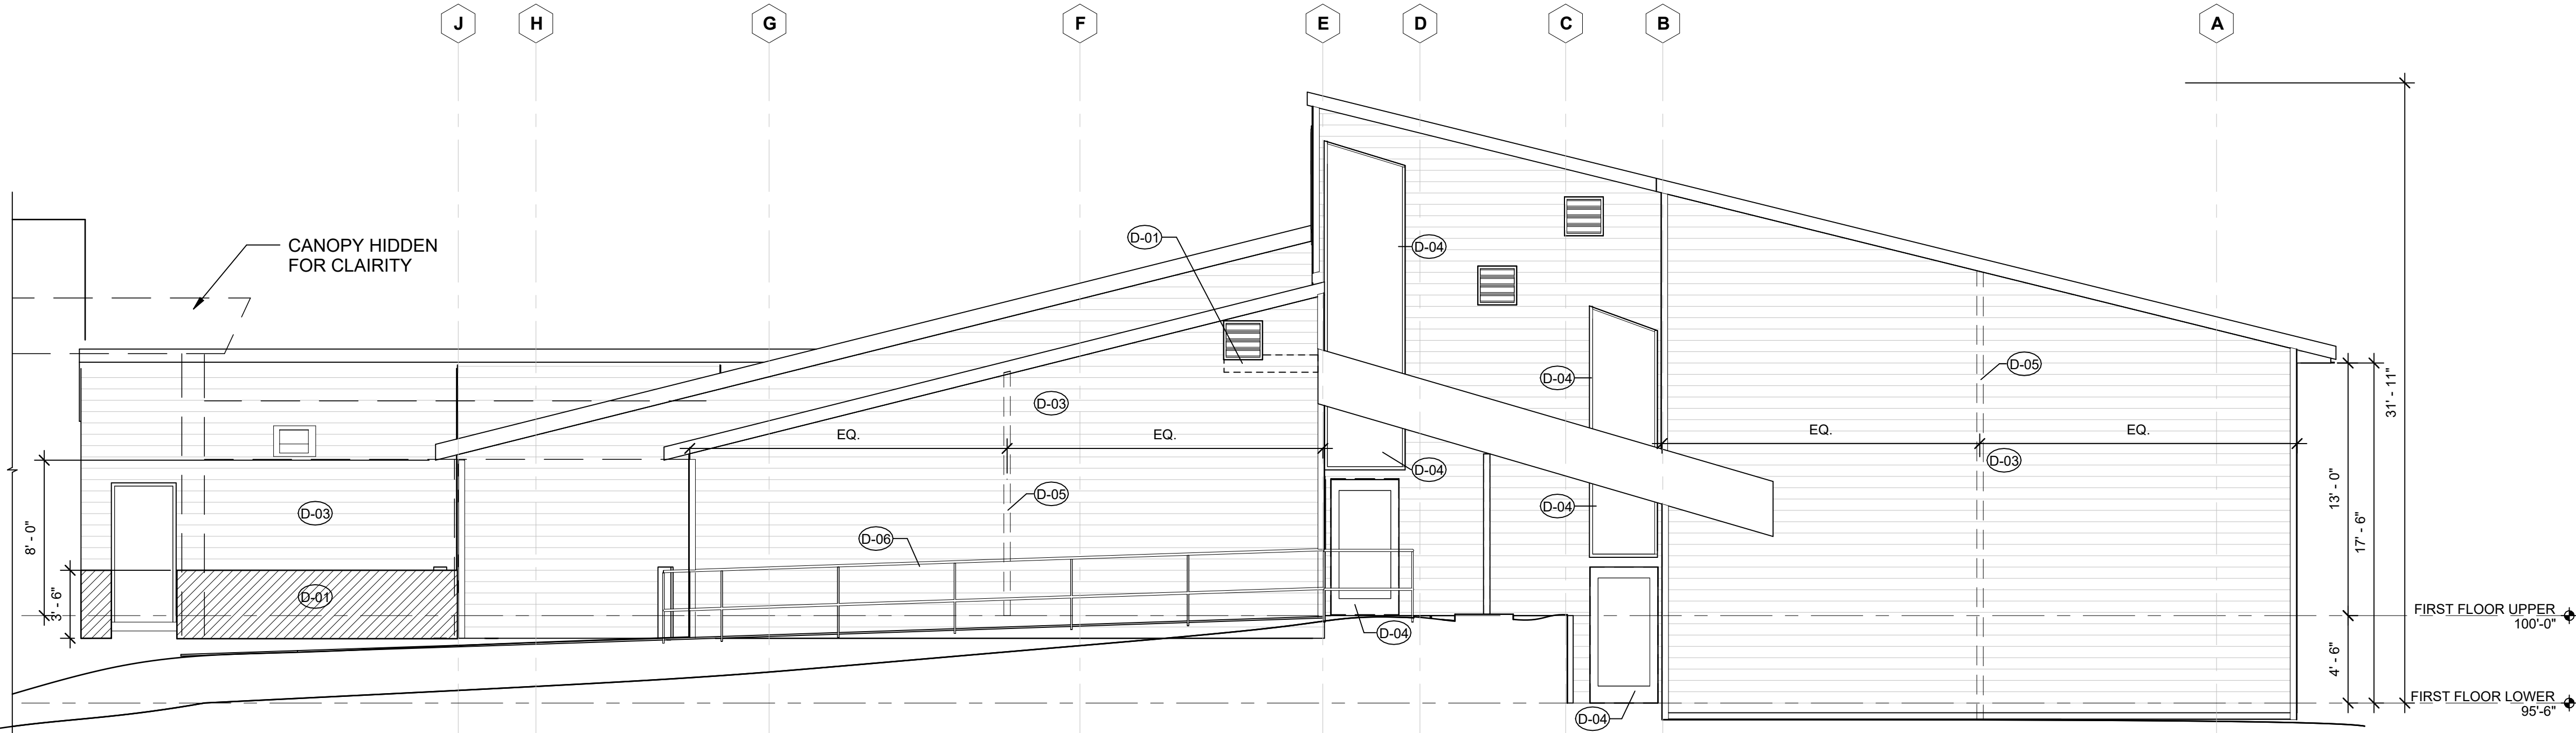 J
H
G
F
E
D
C
B
A
CANOPY HIDDEN
FOR CLAIRITY
D-01
D-04
D-04
D-05
31' - 11"
D-03
EQ.
EQ.
EQ.
EQ.
D-04
D-03
D-05
D-04
D-03
D-06
8' - 0"
13' - 0"
17' - 6"
3' - 6"
D-01
D-04
FIRST FLOOR UPPER
100'-0"
4' - 6"
FIRST FLOOR LOWER
95'-6"
D-04